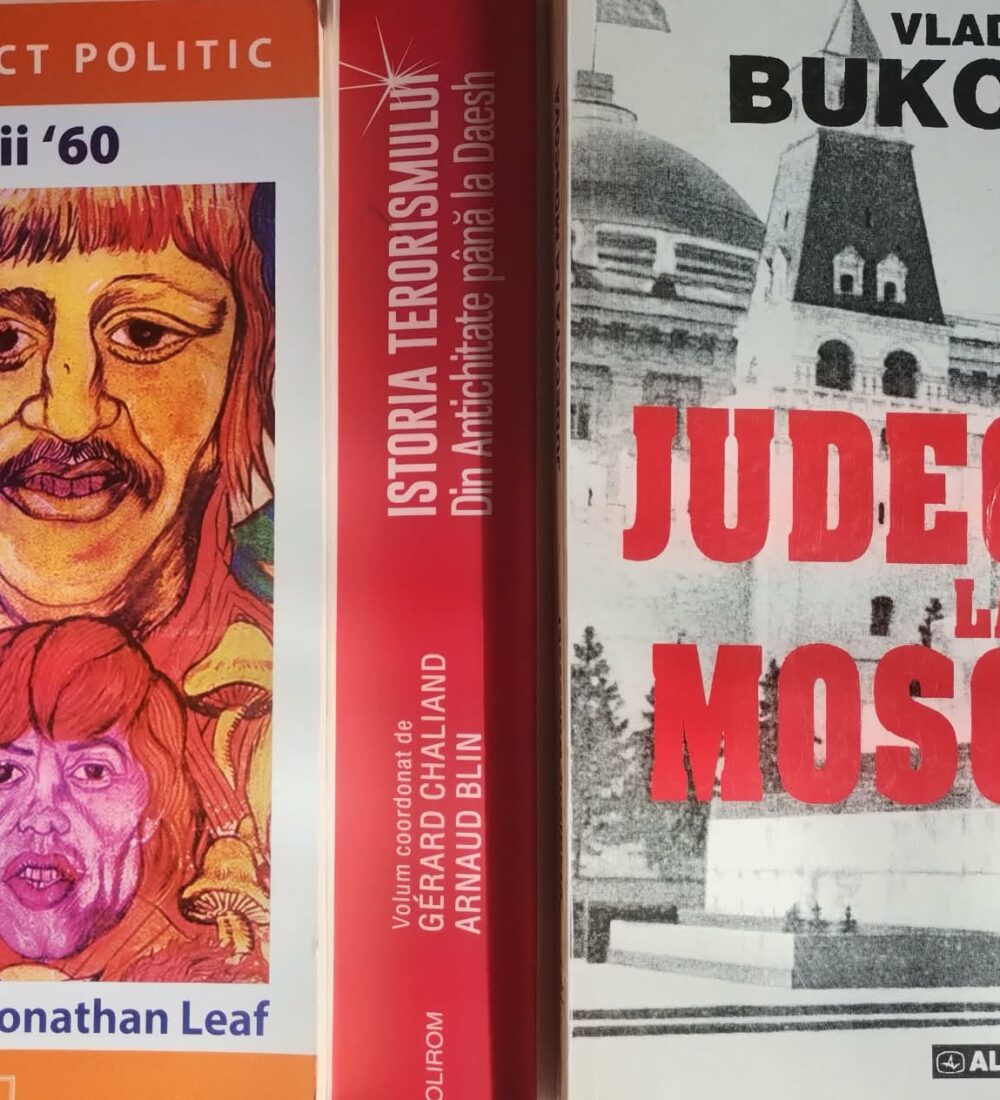 CT POLITIC
ii ‘60
onathan Leaf
ISTORIA TERORISMULUI
Din Antichitate până la Daesh
Volum coordonat de
GÉRARD CHALIAND
ARNAUD BLIN
OLIROM
VLAD
BUKO
JUDEC
LA
MOSC
AL